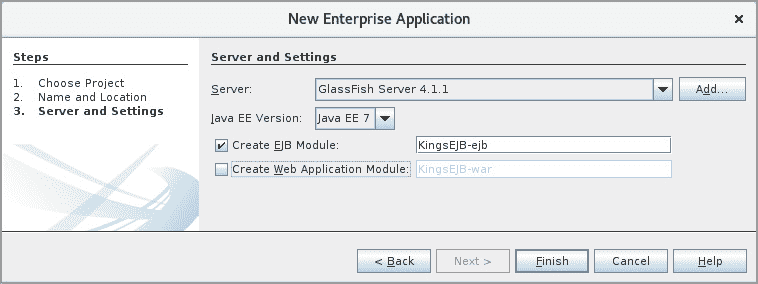 New Enterprise Application
×
Steps
1. Choose Project
2. Name and Location
3. Server and Settings
Server and Settings
Server: GlassFish Server 4.1.1 Add...
Java EE Version: Java EE 7
Create EJB Module: KingsEJB-ejb
Create Web Application Module: KingsEJB-war
< Back Next > Finish Cancel Help